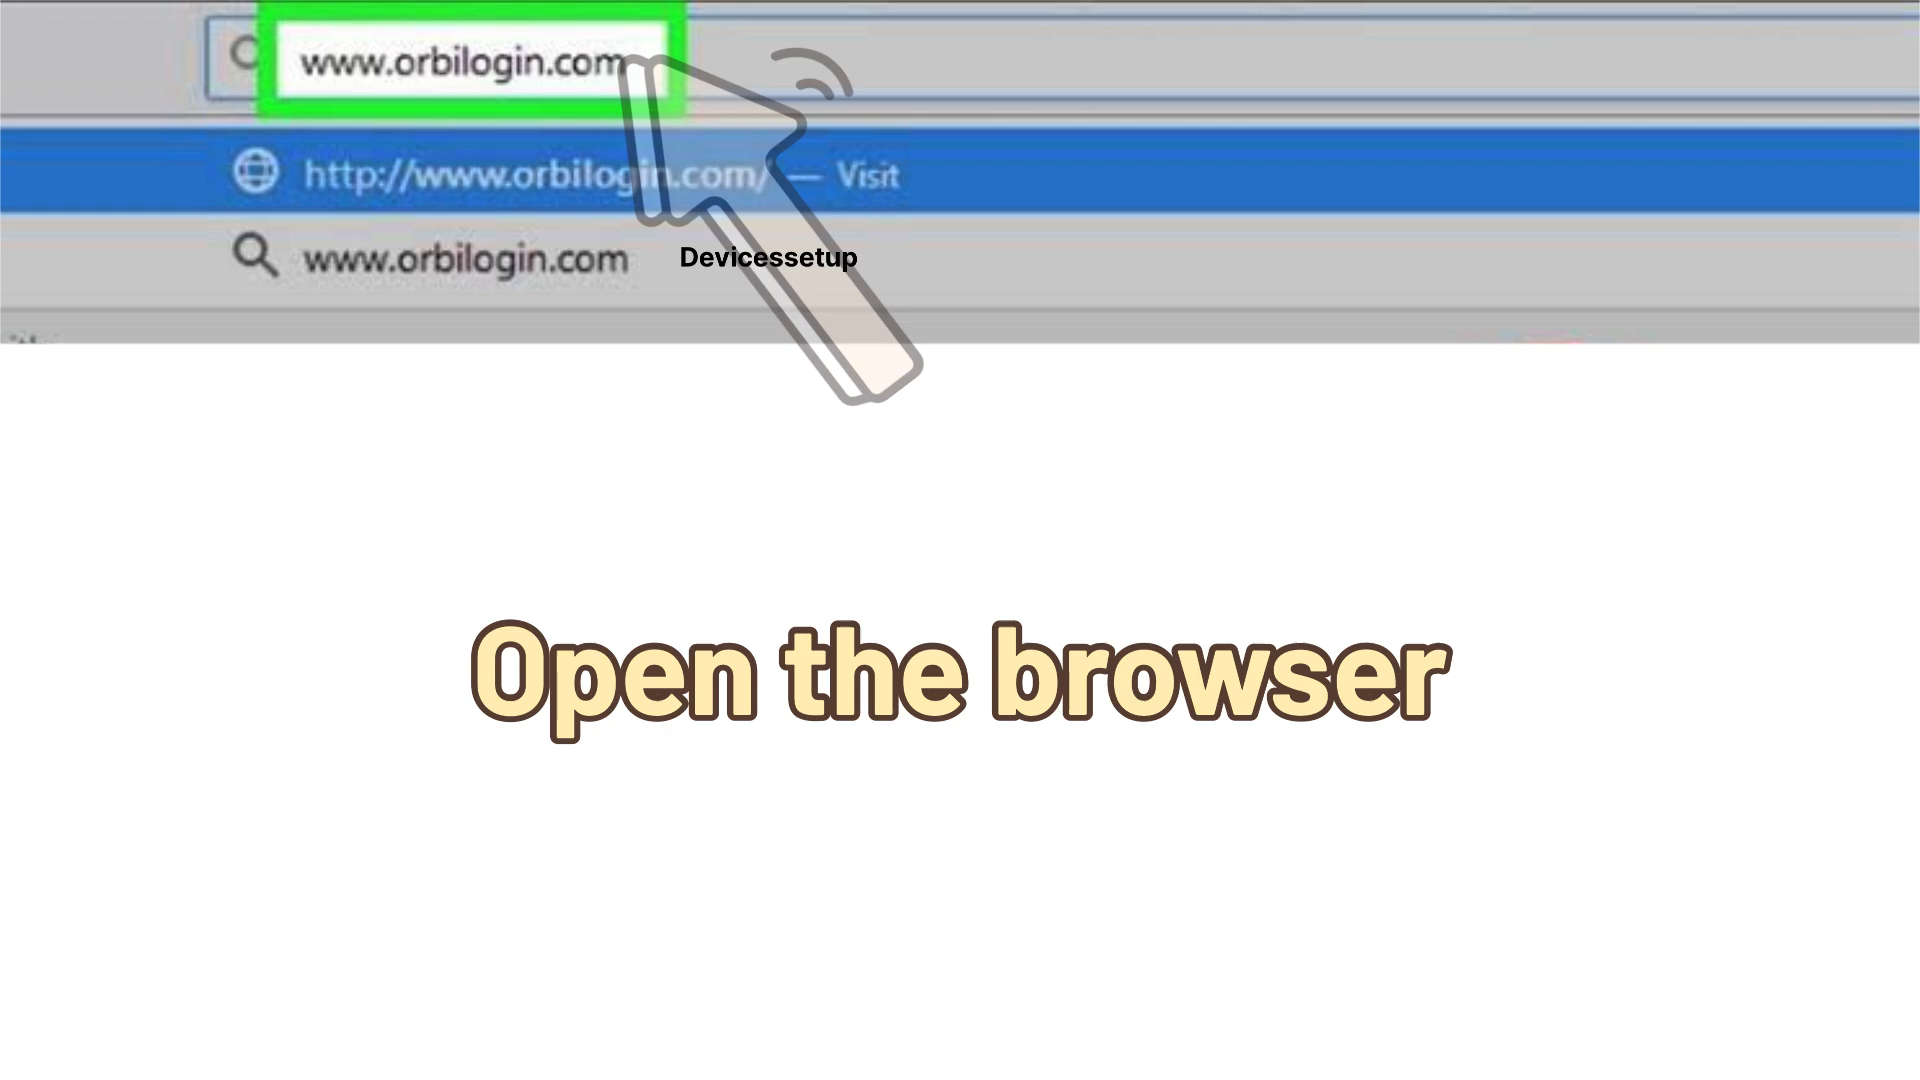 www.orbilogin.com
http://www.orbilogin.com/ — Visit
www.orbilogin.com
Devicessetup
Open the browser